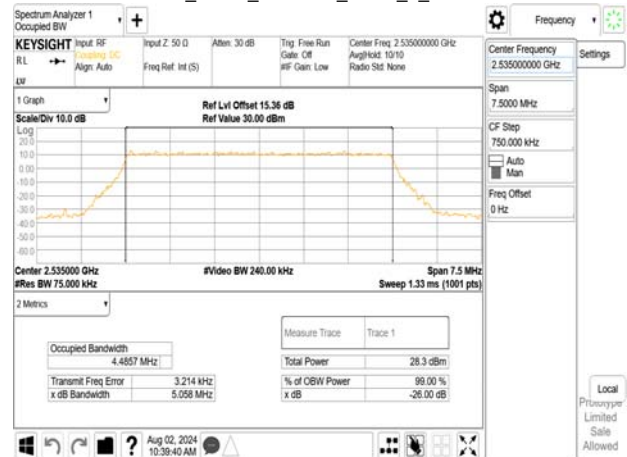 Spectrum Analyzer 1
Occupied BW
Frequency
KEYSIGHT
RL
Input: RF
Coupling: DC
Align: Auto
Input Z: 50 Ω
Freq Ref: Int (S)
Atten: 30 dB
Trig: Free Run
Gate: Off
#IF Gain: Low
Center Freq: 2.535000000 GHz
Avg|Hold: 10/10
Radio Std: None
Center Frequency
2.535000000 GHz
Settings
Span
7.5000 MHz
CF Step
750.000 kHz
Auto
Man
Freq Offset
0 Hz
1 Graph
Scale/Div 10.0 dB
Ref Lvl Offset 15.36 dB
Ref Value 30.00 dBm
Log
20.0
10.0
0.00
-10.0
-20.0
-30.0
-40.0
-50.0
-60.0
Center 2.535000 GHz
#Res BW 75.000 kHz
#Video BW 240.00 kHz
Span 7.5 MHz
Sweep 1.33 ms (1001 pts)
2 Metrics
Measure Trace Trace 1
Occupied Bandwidth
4.4857 MHz
Total Power 28.3 dBm
Transmit Freq Error 3.214 kHz
% of OBW Power 99.00 %
x dB Bandwidth 5.058 MHz
x dB -26.00 dB
Local
Prototype
Limited
Sale
Allowed
Aug 02, 2024
10:39:40 AM